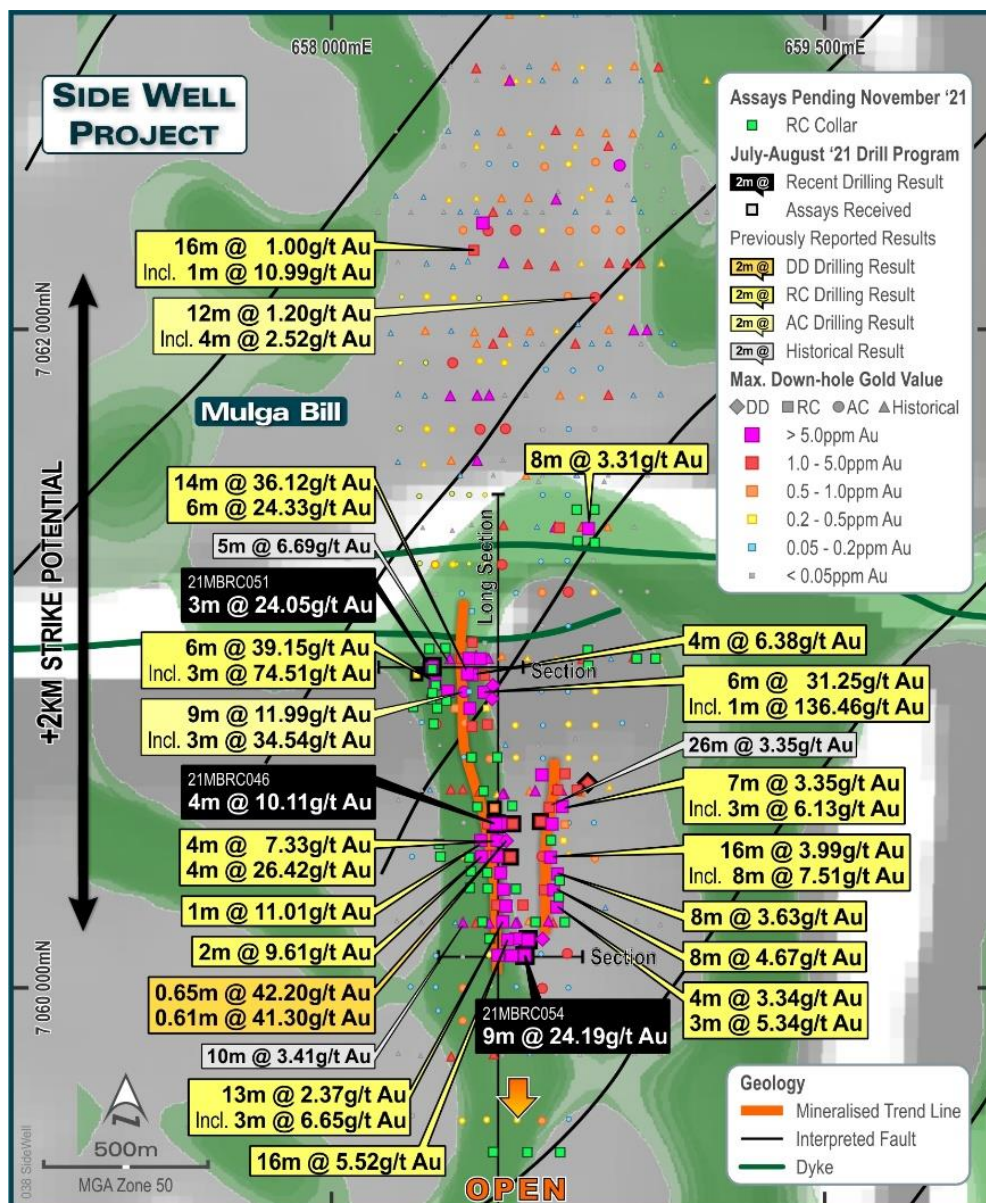 658 000mE
659 500mE
SIDE WELL
PROJECT
Assays Pending November ‘21
RC Collar
July-August ‘21 Drill Program
2m @ Recent Drilling Result
Assays Received
Previously Reported Results
2m @ DD Drilling Result
2m @ RC Drilling Result
2m @ AC Drilling Result
2m @ Historical Result
Max. Down-hole Gold Value
DD RC AC Historical
> 5.0ppm Au
1.0 - 5.0ppm Au
0.5 - 1.0ppm Au
0.2 - 0.5ppm Au
0.05 - 0.2ppm Au
< 0.05ppm Au
16m @ 1.00g/t Au
Incl. 1m @ 10.99g/t Au
12m @ 1.20g/t Au
Incl. 4m @ 2.52g/t Au
7 062 000mN
Mulga Bill
+2KM STRIKE POTENTIAL
8m @ 3.31g/t Au
14m @ 36.12g/t Au
6m @ 24.33g/t Au
5m @ 6.69g/t Au
Long Section
21MBRC051
3m @ 24.05g/t Au
6m @ 39.15g/t Au
Incl. 3m @ 74.51g/t Au
9m @ 11.99g/t Au
Incl. 3m @ 34.54g/t Au
4m @ 6.38g/t Au
Section
6m @ 31.25g/t Au
Incl. 1m @ 136.46g/t Au
26m @ 3.35g/t Au
21MBRC046
4m @ 10.11g/t Au
7m @ 3.35g/t Au
Incl. 3m @ 6.13g/t Au
4m @ 7.33g/t Au
4m @ 26.42g/t Au
16m @ 3.99g/t Au
Incl. 8m @ 7.51g/t Au
1m @ 11.01g/t Au
8m @ 3.63g/t Au
2m @ 9.61g/t Au
8m @ 4.67g/t Au
Section
0.65m @ 42.20g/t Au
0.61m @ 41.30g/t Au
4m @ 3.34g/t Au
3m @ 5.34g/t Au
7 060 000mN
21MBRC054
9m @ 24.19g/t Au
10m @ 3.41g/t Au
13m @ 2.37g/t Au
Incl. 3m @ 6.65g/t Au
16m @ 5.52g/t Au
OPEN
N
500m
MGA Zone 50
038 SideWell
Geology
Mineralised Trend Line
Interpreted Fault
Dyke